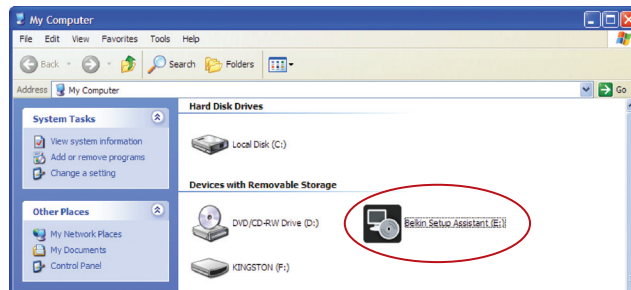 My Computer
File Edit View Favorites Tools Help
Back Search Folders
Address My Computer Go
System Tasks
View system information
Add or remove programs
Change a setting
Other Places
My Network Places
My Documents
Control Panel
Hard Disk Drives
Local Disk (C:)
Devices with Removable Storage
DVD/CD-RW Drive (D:)
Belkin Setup Assistant (E:)
KINGSTON (F:)